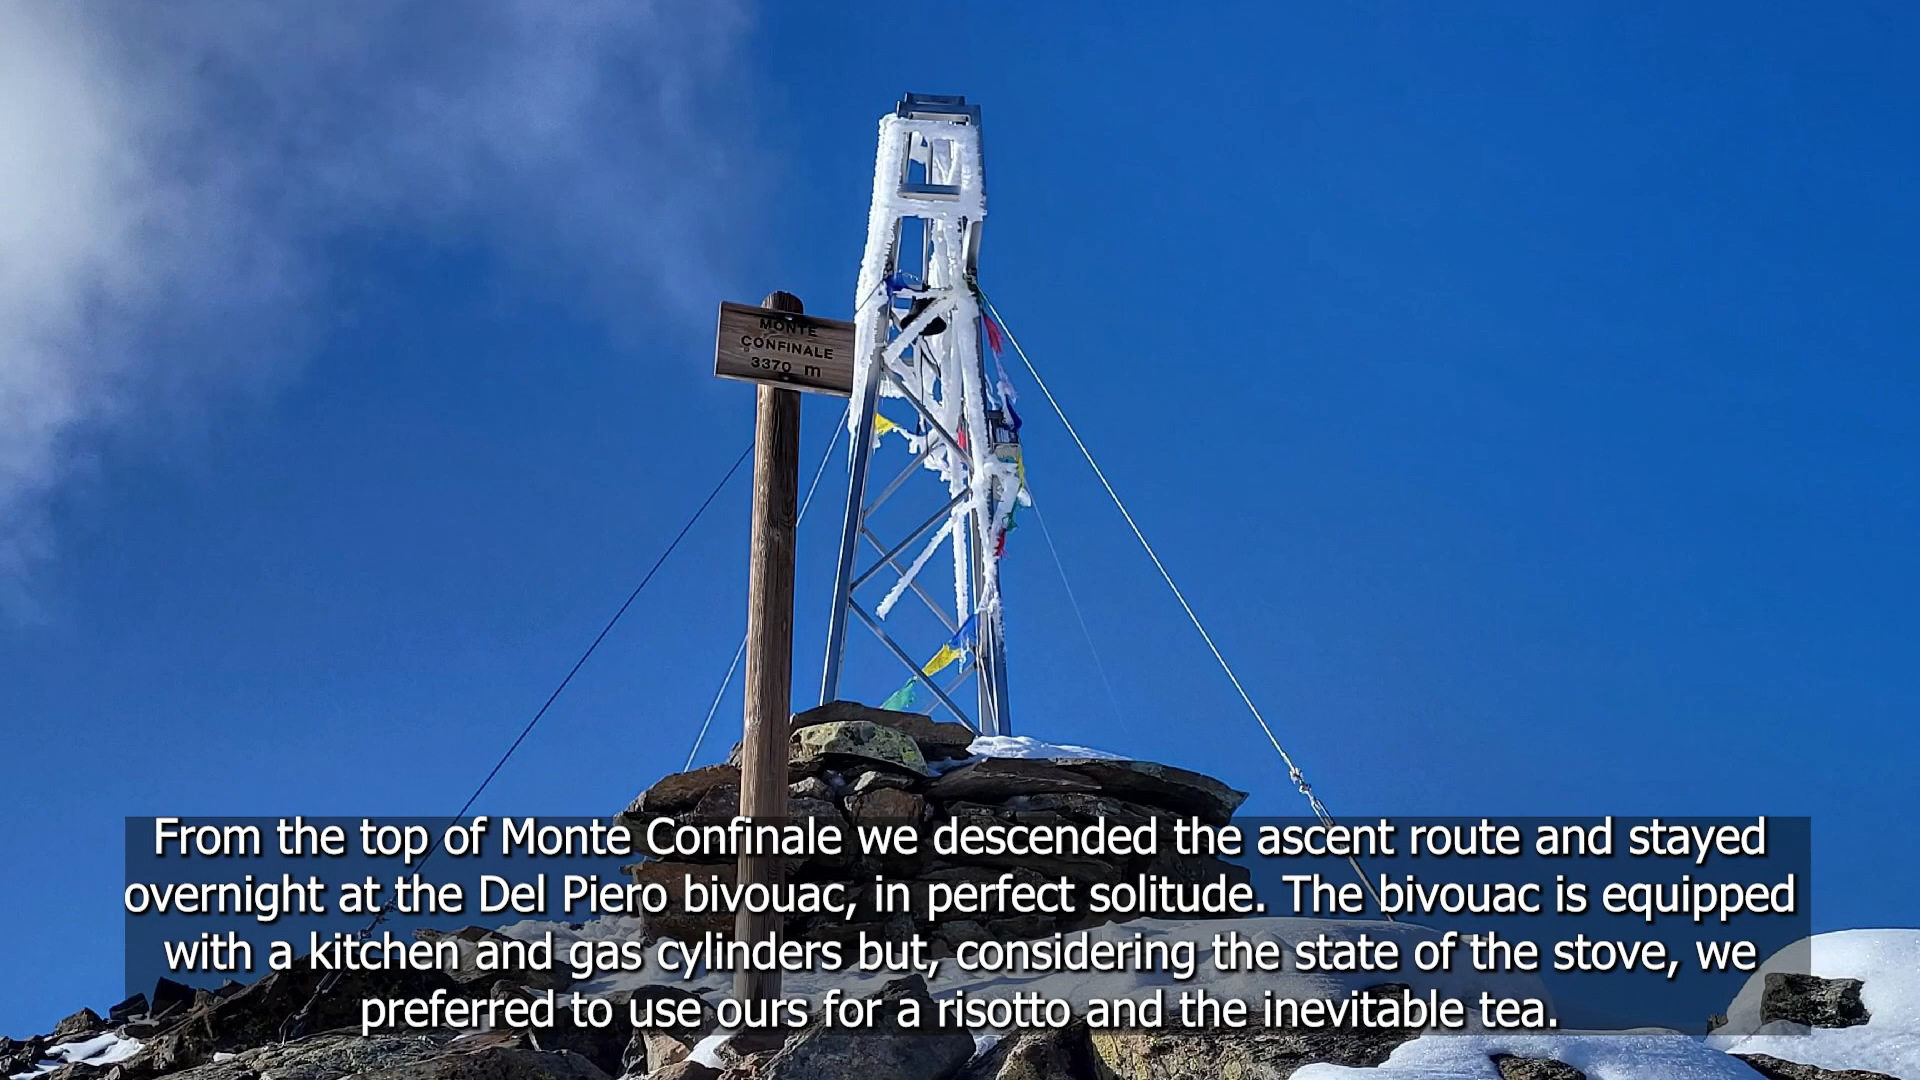 MONTE
CONFINALE
3370 m
From the top of Monte Confinale we descended the ascent route and stayed
overnight at the Del Piero bivouac, in perfect solitude. The bivouac is equipped
with a kitchen and gas cylinders but, considering the state of the stove, we
preferred to use ours for a risotto and the inevitable tea.